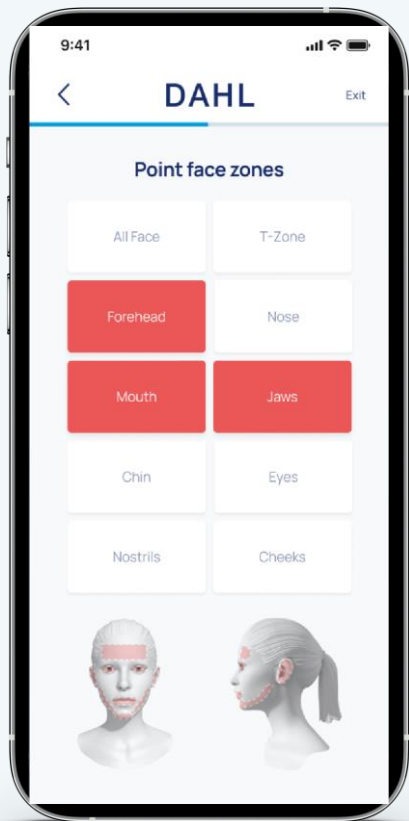 9:41
DAHL
Exit
Point face zones
All Face
T-Zone
Forehead
Nose
Mouth
Jaws
Chin
Eyes
Nostrils
Cheeks